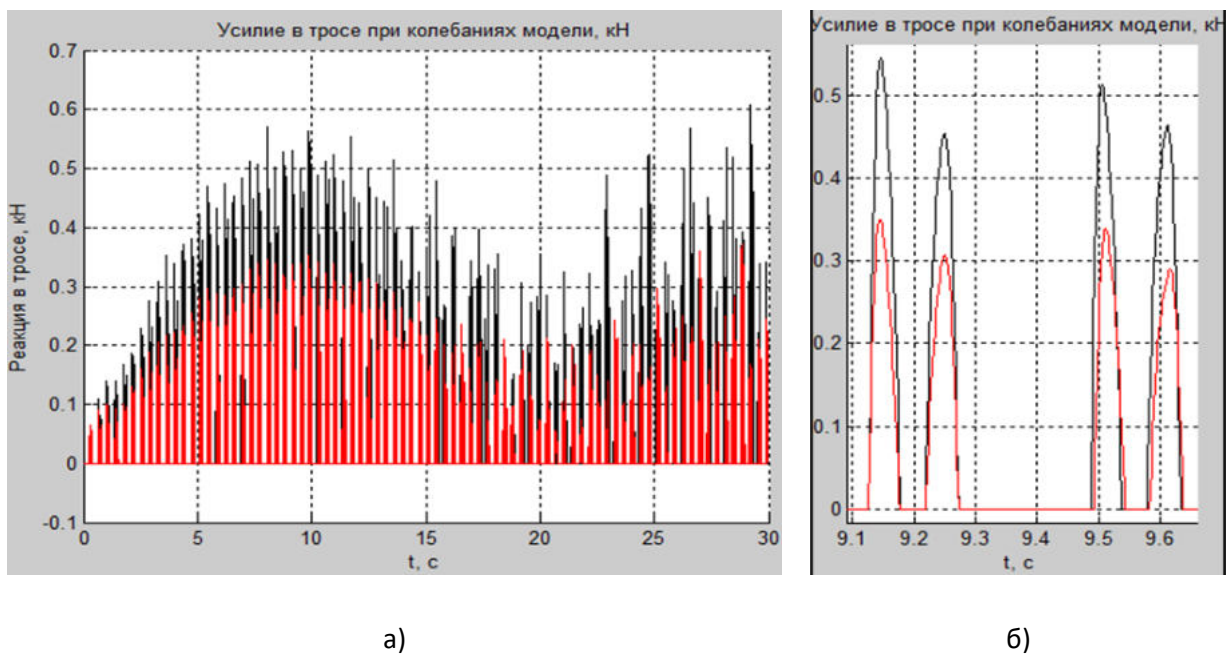 Усилие в тросе при колебаниях модели, кН
Реакция в тросе, кН
0.7
0.6
0.5
0.4
0.3
0.2
0.1
0
-0.1
0 5 10 15 20 25 30
t, с
а)
Усилие в тросе при колебаниях модели, кН
0.5
0.4
0.3
0.2
0.1
0
9.1 9.2 9.3 9.4 9.5 9.6
t, с
б)